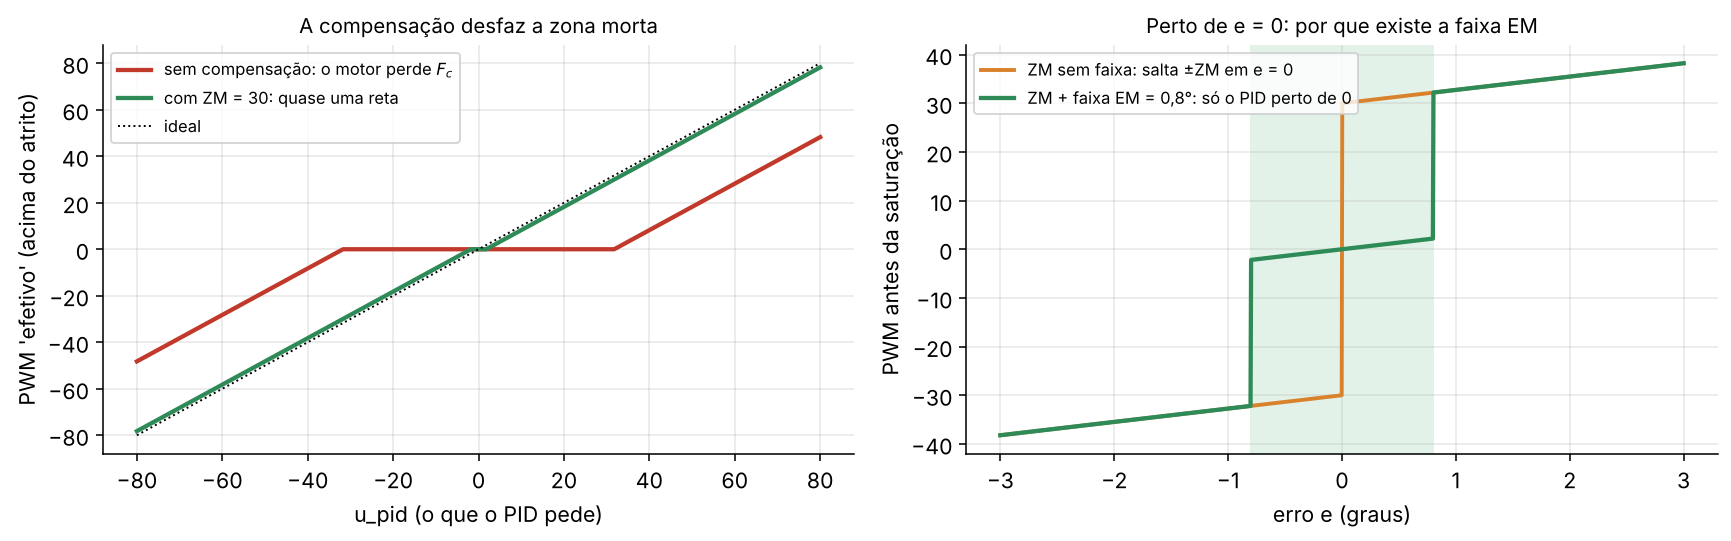 A compensação desfaz a zona morta
sem compensação: o motor perde F_c
com ZM = 30: quase uma reta
ideal
PWM 'efetivo' (acima do atrito)
80
60
40
20
0
−20
−40
−60
−80
−80 −60 −40 −20 0 20 40 60 80
u_pid (o que o PID pede)
Perto de e = 0: por que existe a faixa EM
ZM sem faixa: salta ±ZM em e = 0
ZM + faixa EM = 0,8°: só o PID perto de 0
PWM antes da saturação
40
30
20
10
0
−10
−20
−30
−40
−3 −2 −1 0 1 2 3
erro e (graus)